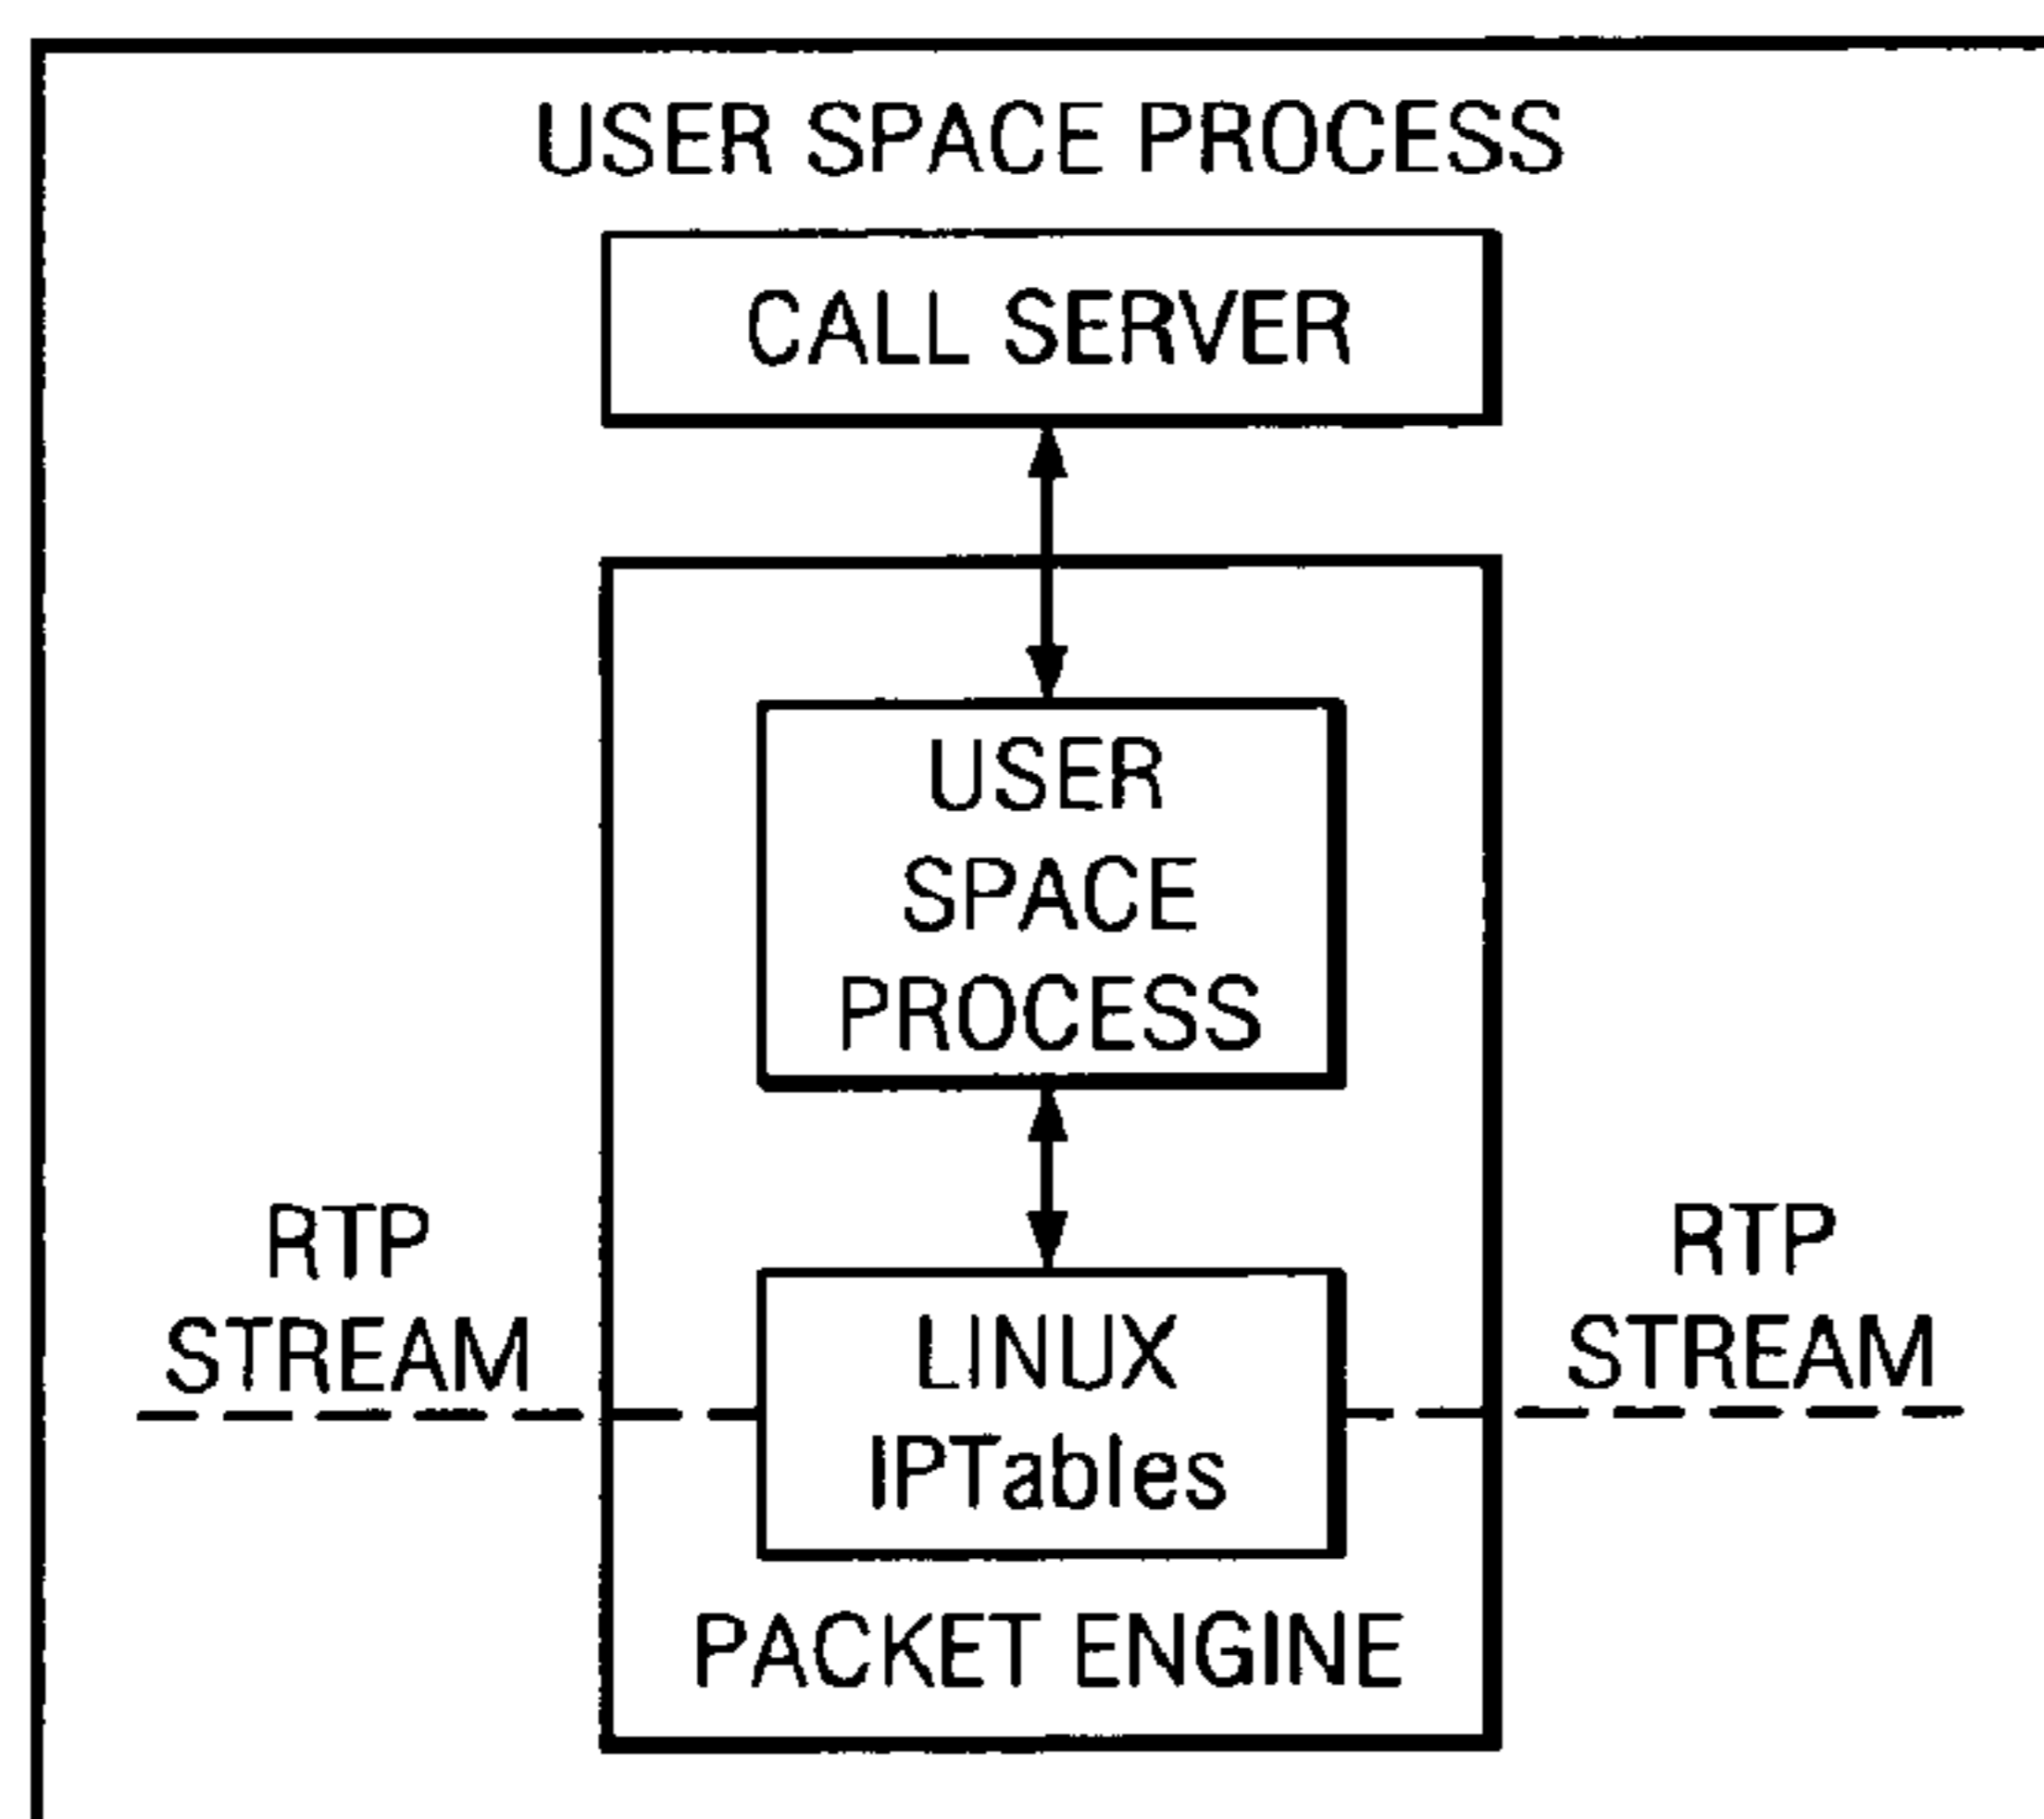 USER SPACE PROCESS
CALL SERVER
USER
SPACE
PROCESS
RTP
STREAM
LINUX
IPTables
RTP
STREAM
PACKET ENGINE